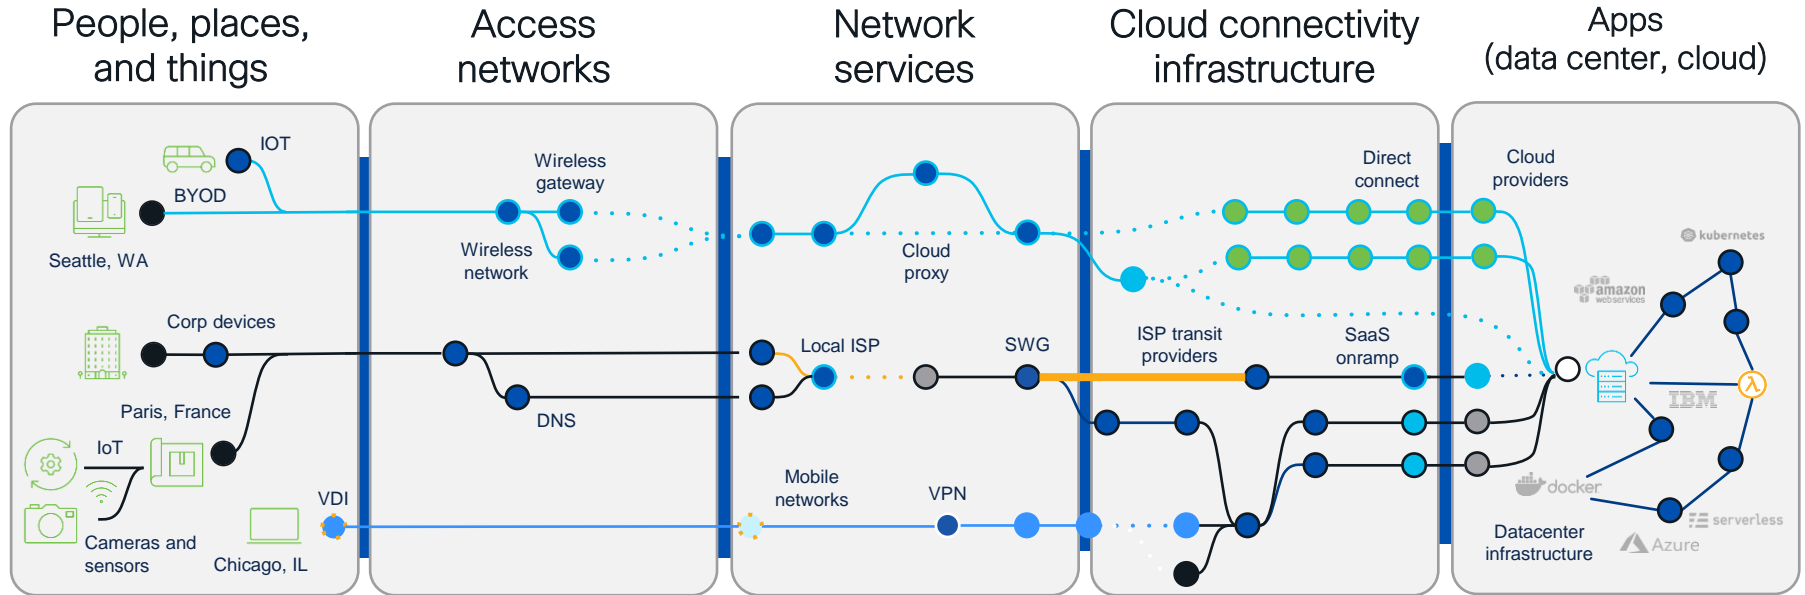 People, places,
and things
Access
networks
Network
services
Cloud connectivity
infrastructure
Apps
(data center, cloud)
IOT
BYOD
Seattle, WA
Corp devices
Paris, France
IoT
Cameras and
sensors
VDI
Chicago, IL
Wireless
gateway
Wireless
network
DNS
Cloud
proxy
Local ISP
SWG
Mobile
networks
VPN
Direct
connect
ISP transit
providers
SaaS
onramp
Cloud
providers
kubernetes
amazon
webservices
λ
IBM
docker
serverless
Azure
Datacenter
infrastructure